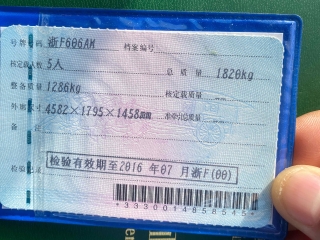 号牌号码 浙F606AM 档案编号
核定载人数 5人 总质量 1820kg
整备质量 1286kg 核定载质量
外廓尺寸 4582×1795×1458mm 准牵引总质量
备注
检验记录 检验有效期至2016年07月浙F(00)
*3330014858545*